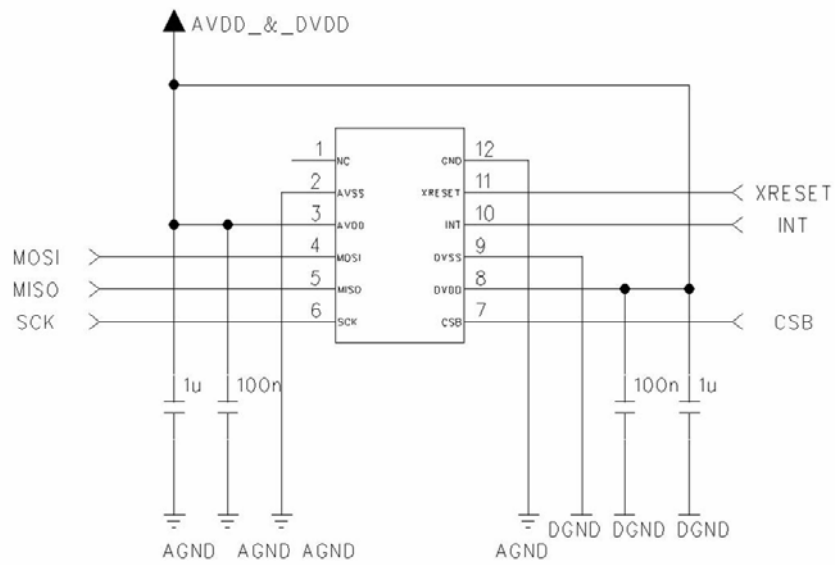 AVDD_&_DVDD
1 NC GND 12
2 AVSS XRESET 11 XRESET
3 AVDD INT 10 INT
MOSI 4 MOSI DVSS 9
MISO 5 MISO DVDD 8
SCK 6 SCK CSB 7 CSB
1u 100n 100n 1u
AGND AGND AGND AGND DGND DGND DGND